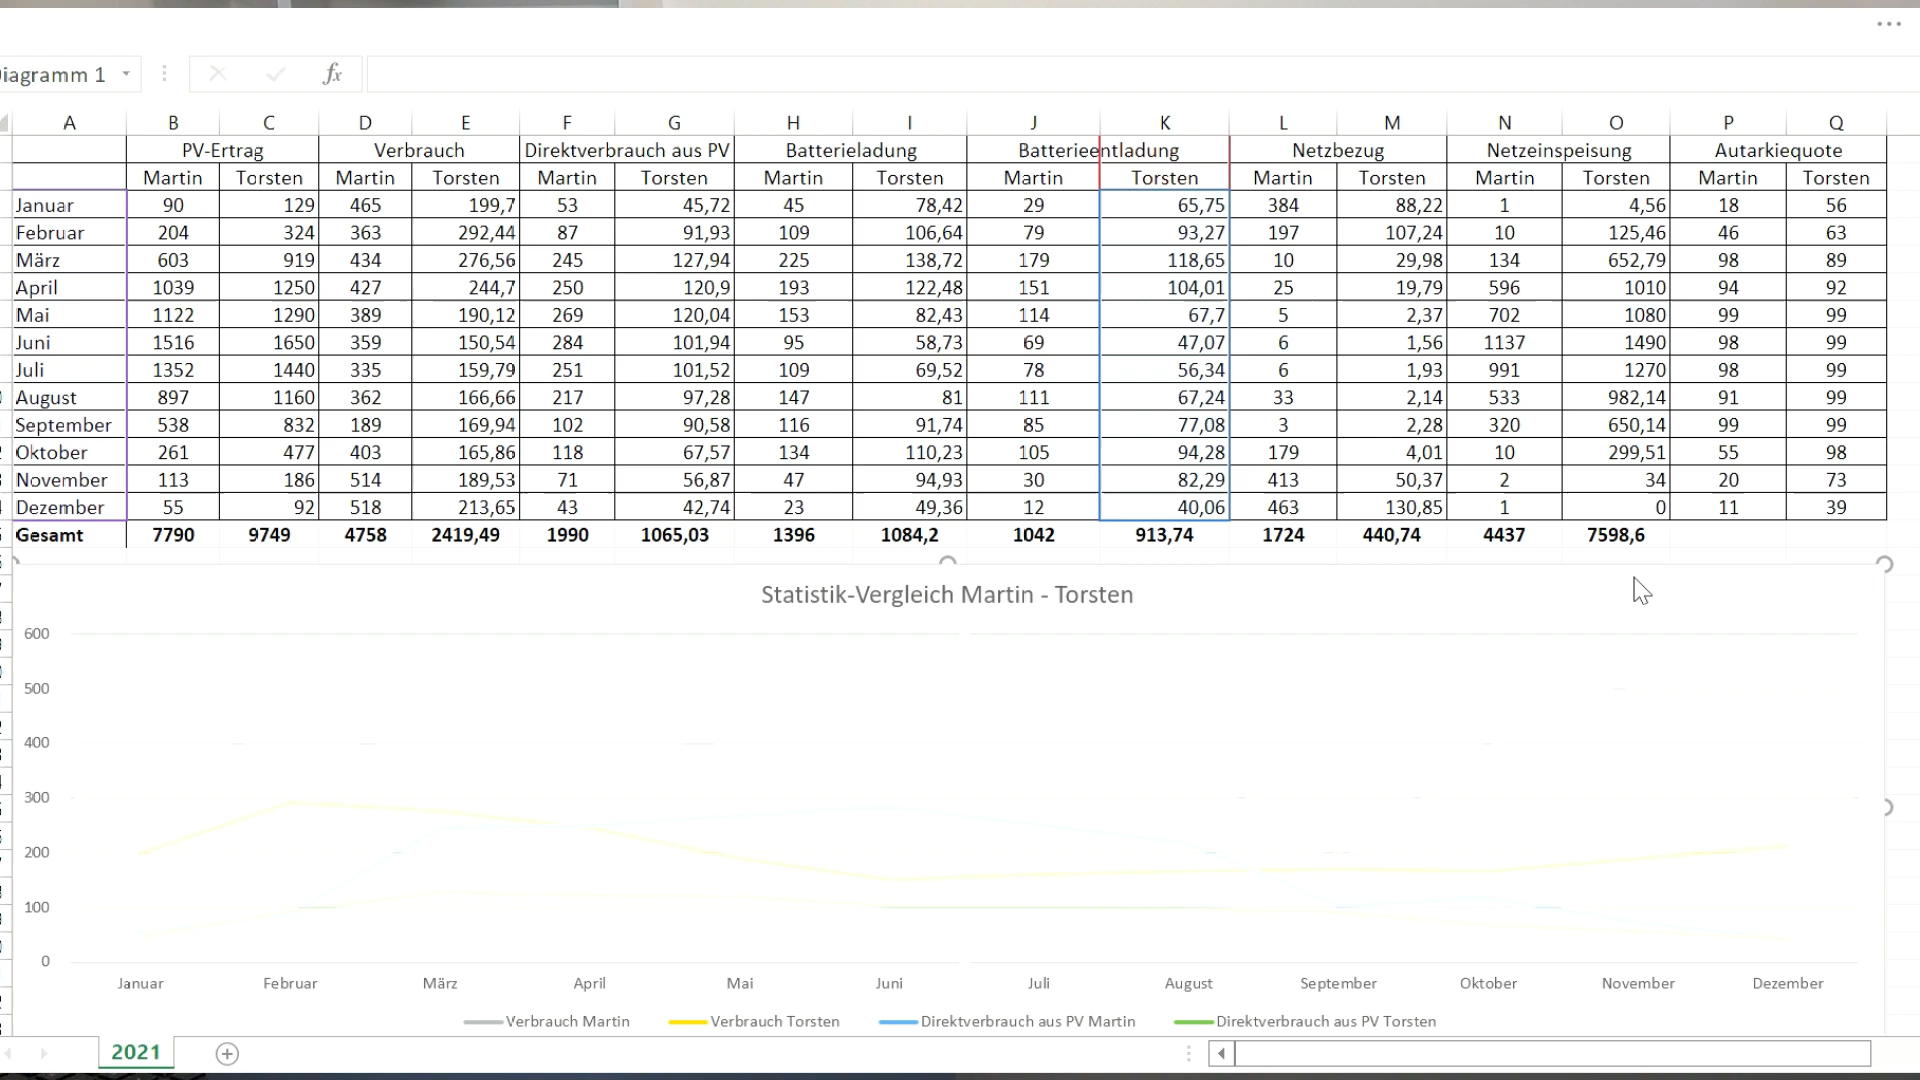 iagramm 1 fx
A B C D E F G H I J K L M N O P Q
PV-Ertrag Verbrauch Direktverbrauch aus PV Batterieladung Batterieentladung Netzbezug Netzeinspeisung Autarkiequote
Martin Torsten Martin Torsten Martin Torsten Martin Torsten Martin Torsten Martin Torsten Martin Torsten Martin Torsten
Januar 90 129 465 199,7 53 45,72 45 78,42 29 65,75 384 88,22 1 4,56 18 56
Februar 204 324 363 292,44 87 91,93 109 106,64 79 93,27 197 107,24 10 125,46 46 63
März 603 919 434 276,56 245 127,94 225 138,72 179 118,65 10 29,98 134 652,79 98 89
April 1039 1250 427 244,7 250 120,9 193 122,48 151 104,01 25 19,79 596 1010 94 92
Mai 1122 1290 389 190,12 269 120,04 153 82,43 114 67,7 5 2,37 702 1080 99 99
Juni 1516 1650 359 150,54 284 101,94 95 58,73 69 47,07 6 1,56 1137 1490 98 99
Juli 1352 1440 335 159,79 251 101,52 109 69,52 78 56,34 6 1,93 991 1270 98 99
August 897 1160 362 166,66 217 97,28 147 81 111 67,24 33 2,14 533 982,14 91 99
September 538 832 189 169,94 102 90,58 116 91,74 85 77,08 3 2,28 320 650,14 99 99
Oktober 261 477 403 165,86 118 67,57 134 110,23 105 94,28 179 4,01 10 299,51 55 98
November 113 186 514 189,53 71 56,87 47 94,93 30 82,29 413 50,37 2 34 20 73
Dezember 55 92 518 213,65 43 42,74 23 49,36 12 40,06 463 130,85 1 0 11 39
Gesamt 7790 9749 4758 2419,49 1990 1065,03 1396 1084,2 1042 913,74 1724 440,74 4437 7598,6
Statistik-Vergleich Martin - Torsten
600
500
400
300
200
100
0
Januar Februar März April Mai Juni Juli August September Oktober November Dezember
Verbrauch Martin Verbrauch Torsten Direktverbrauch aus PV Martin Direktverbrauch aus PV Torsten
2021